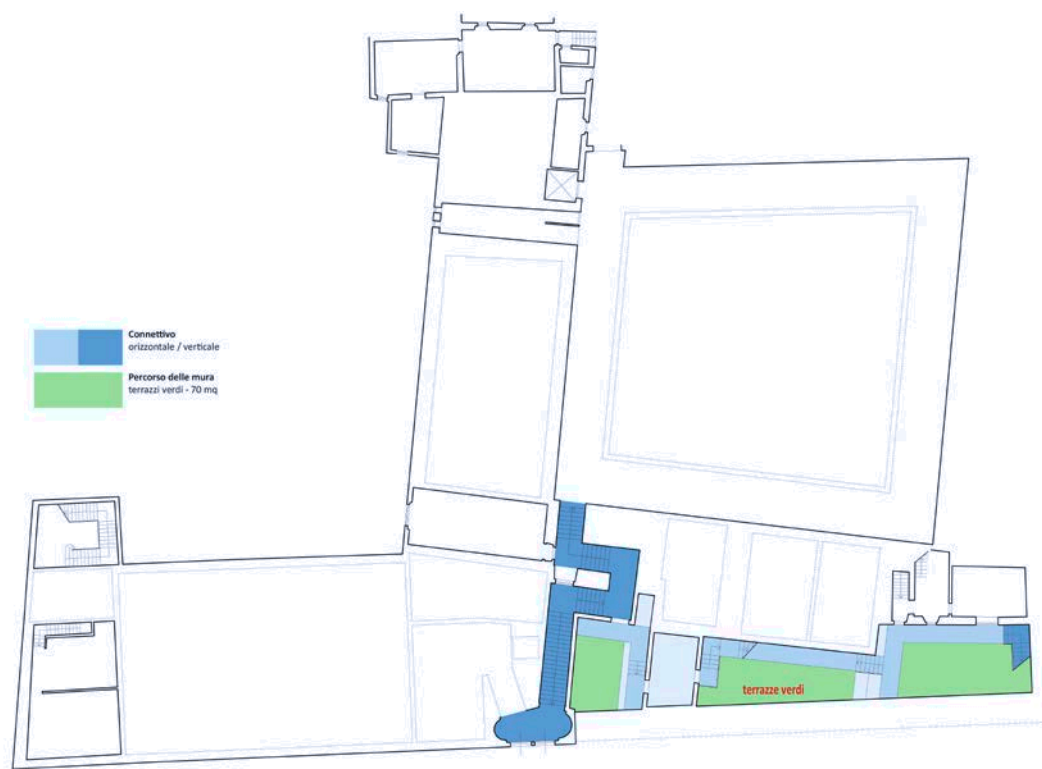 Connettivo
orizzontale / verticale
Percorso delle mura
terrazzi verdi - 70 mq
terrazze verdi